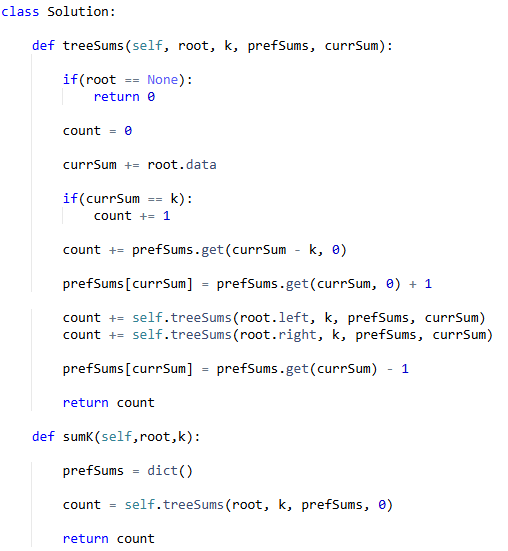 class Solution:
    def treeSums(self, root, k, prefSums, currSum):
        if(root == None):
            return 0
        count = 0
        currSum += root.data
        if(currSum == k):
            count += 1
        count += prefSums.get(currSum - k, 0)
        prefSums[currSum] = prefSums.get(currSum, 0) + 1
        count += self.treeSums(root.left, k, prefSums, currSum)
        count += self.treeSums(root.right, k, prefSums, currSum)
        prefSums[currSum] = prefSums.get(currSum) - 1
        return count
    def sumK(self,root,k):
        prefSums = dict()
        count = self.treeSums(root, k, prefSums, 0)
        return count